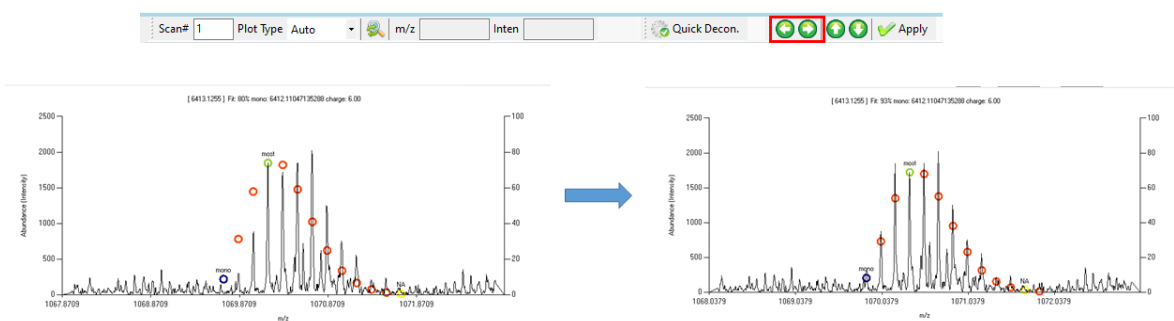 Scan# 1 Plot Type Auto m/z Inten Quick Decon. Apply
[ 6413.1255 ] Fit: 80% mono: 6412.11047135288 charge: 6.00
2500
2000
1500
1000
500
0
Abundance (Intensity)
100
80
60
40
20
0
most
mono
NA
1067.8709 1068.8709 1069.8709 1070.8709 1071.8709
m/z
[ 6413.1255 ] Fit: 93% mono: 6412.11047135288 charge: 6.00
2500
2000
1500
1000
500
0
Abundance (Intensity)
100
80
60
40
20
0
most
mono
NA
1068.0379 1069.0379 1070.0379 1071.0379 1072.0379
m/z